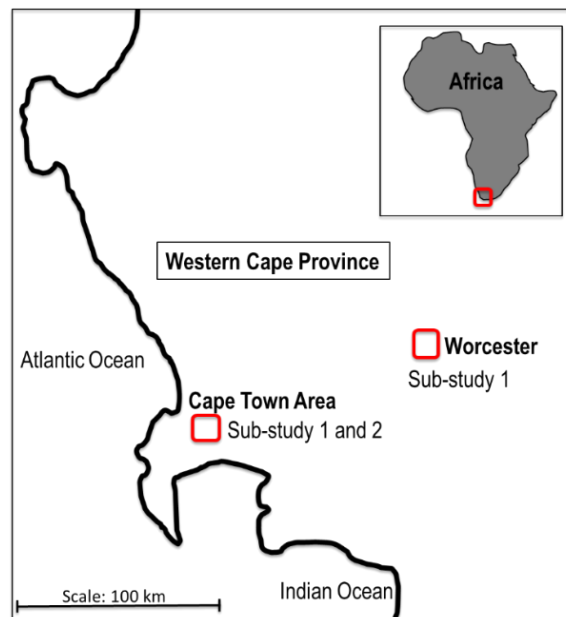 Africa
Western Cape Province
Atlantic Ocean
Worcester
Sub-study 1
Cape Town Area
Sub-study 1 and 2
Indian Ocean
Scale: 100 km